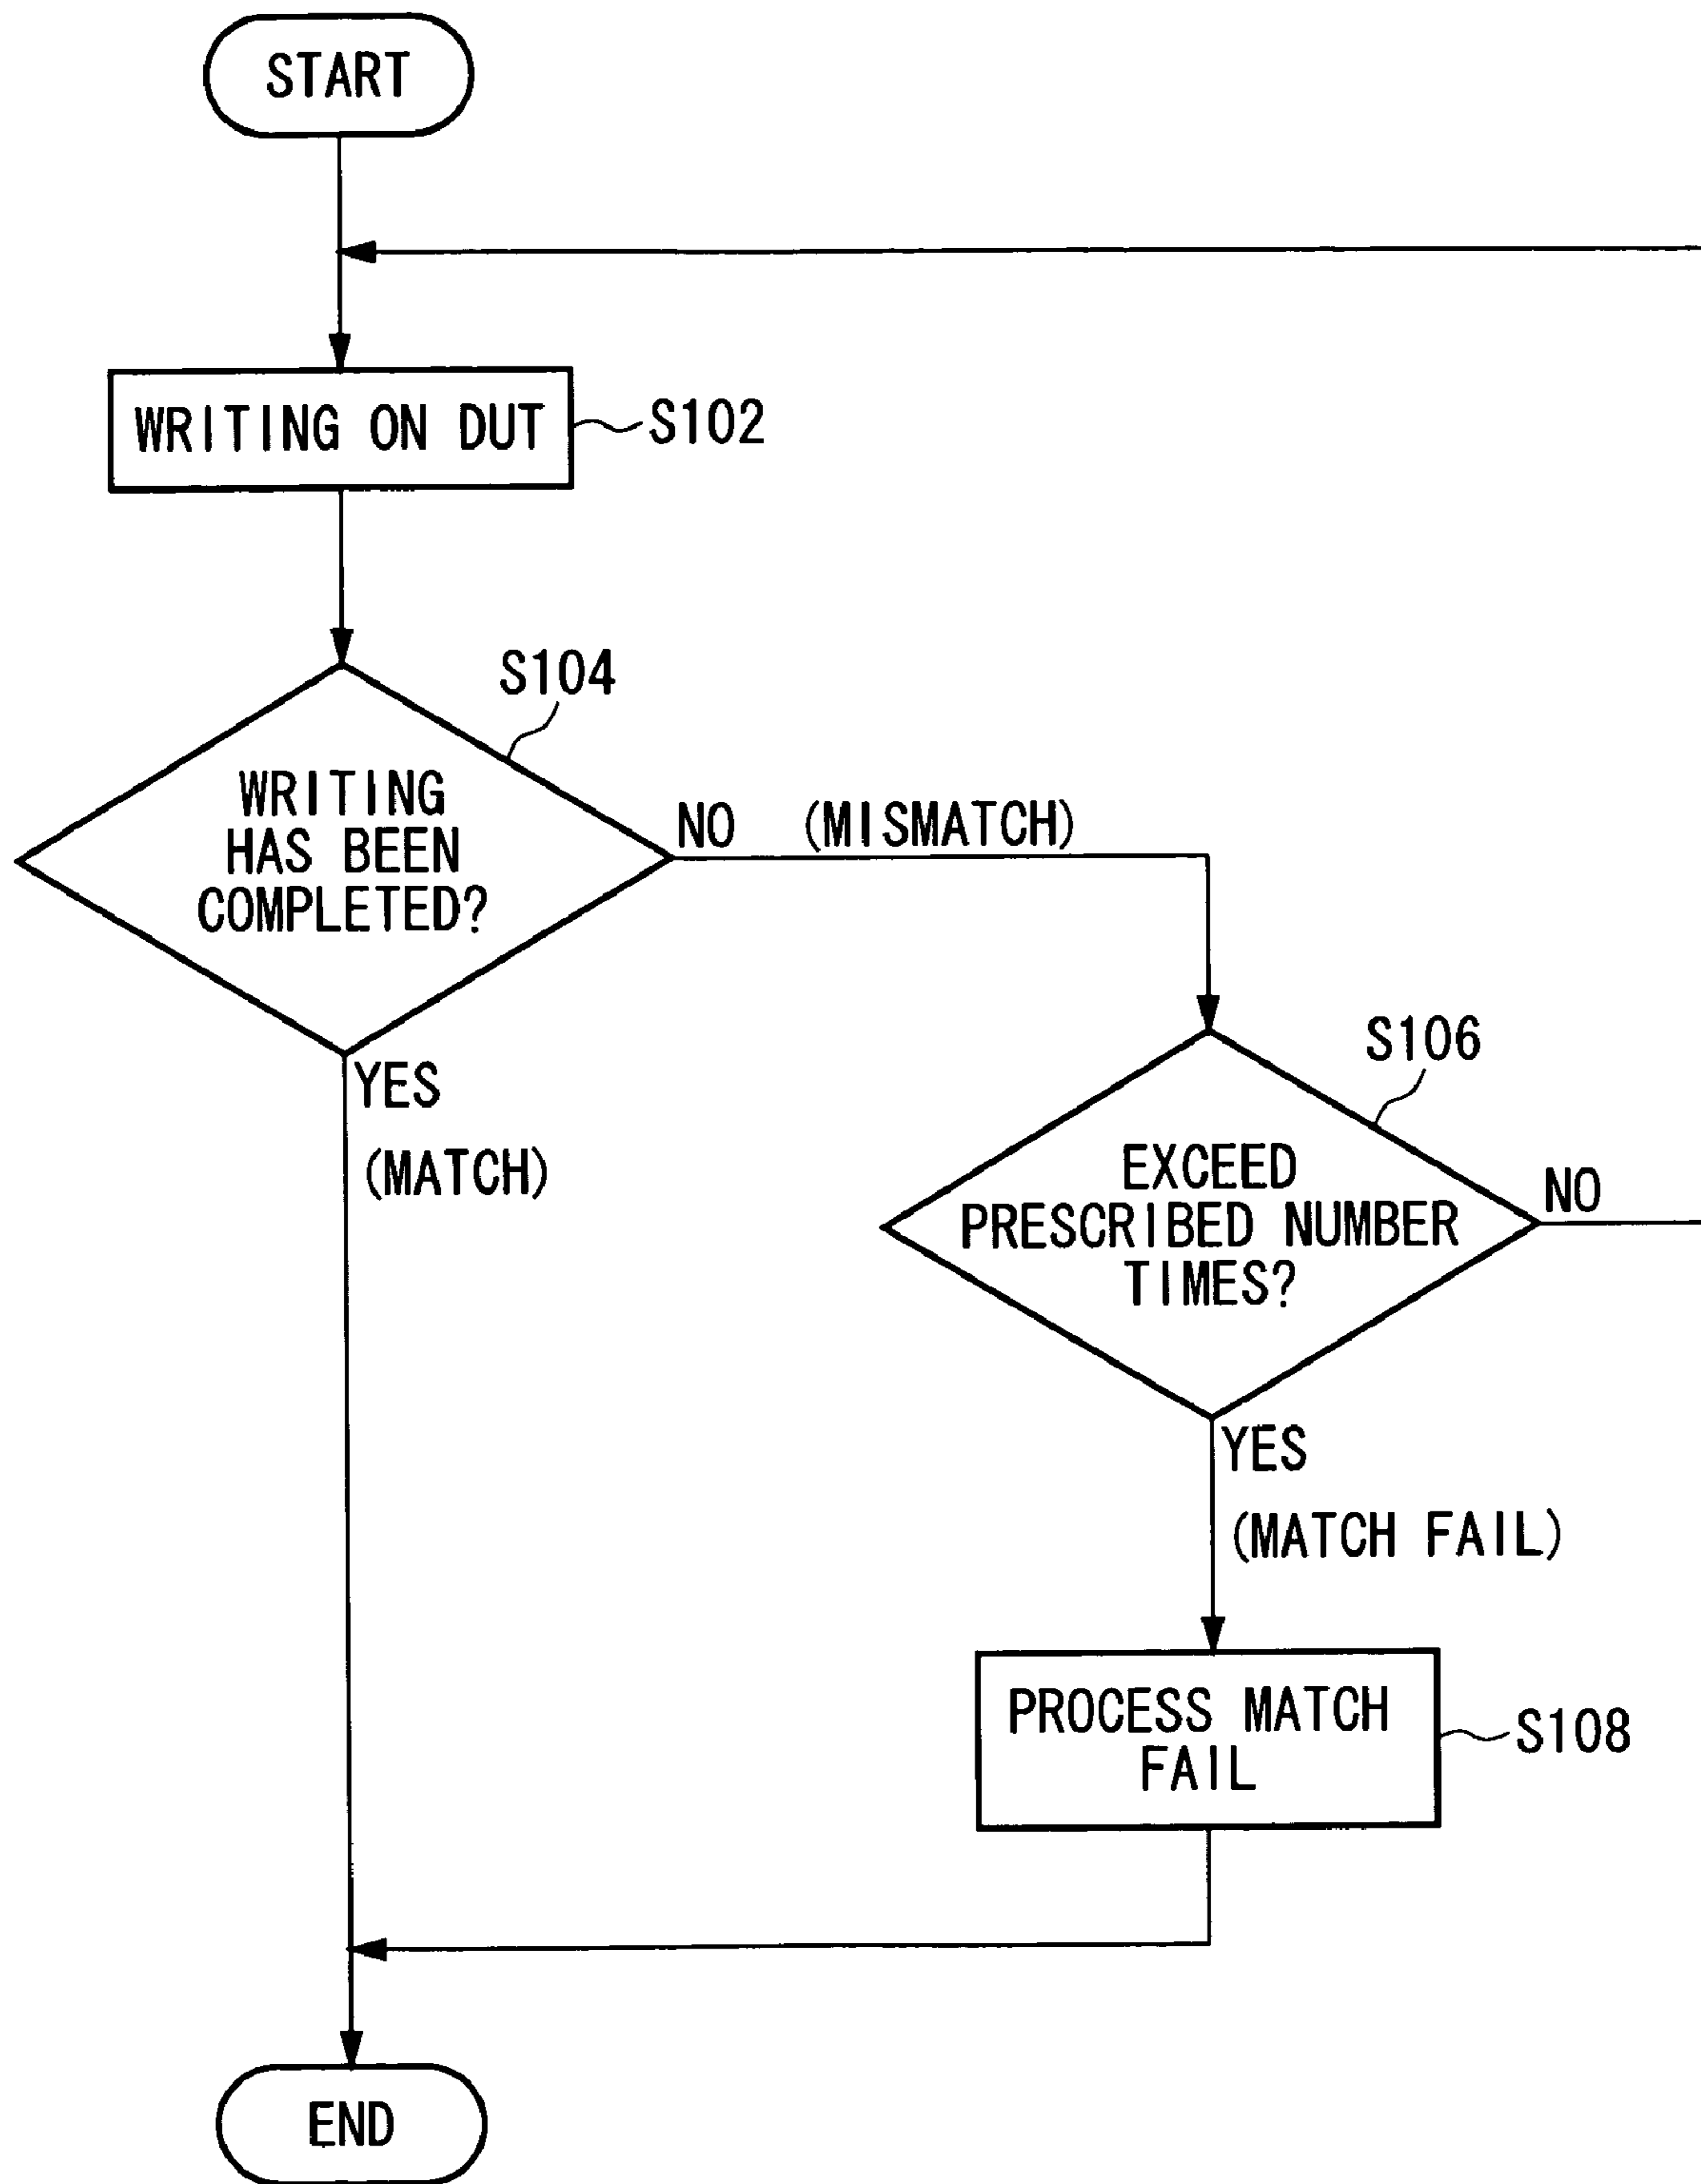 START
WRITING ON DUT
S102
S104
WRITING
HAS BEEN
COMPLETED?
NO (MISMATCH)
YES
(MATCH)
S106
EXCEED
PRESCRIBED NUMBER
TIMES?
NO
YES
(MATCH FAIL)
PROCESS MATCH
FAIL
S108
END